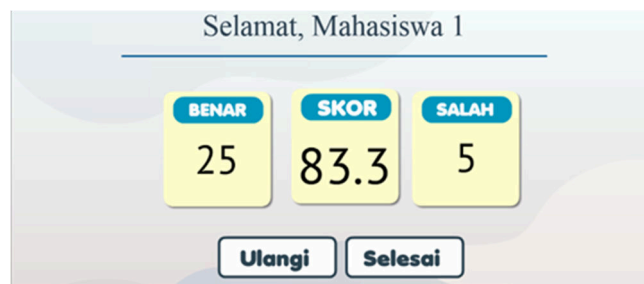 Selamat, Mahasiswa 1
BENAR SKOR SALAH
25 83.3 5
Ulangi Selesai